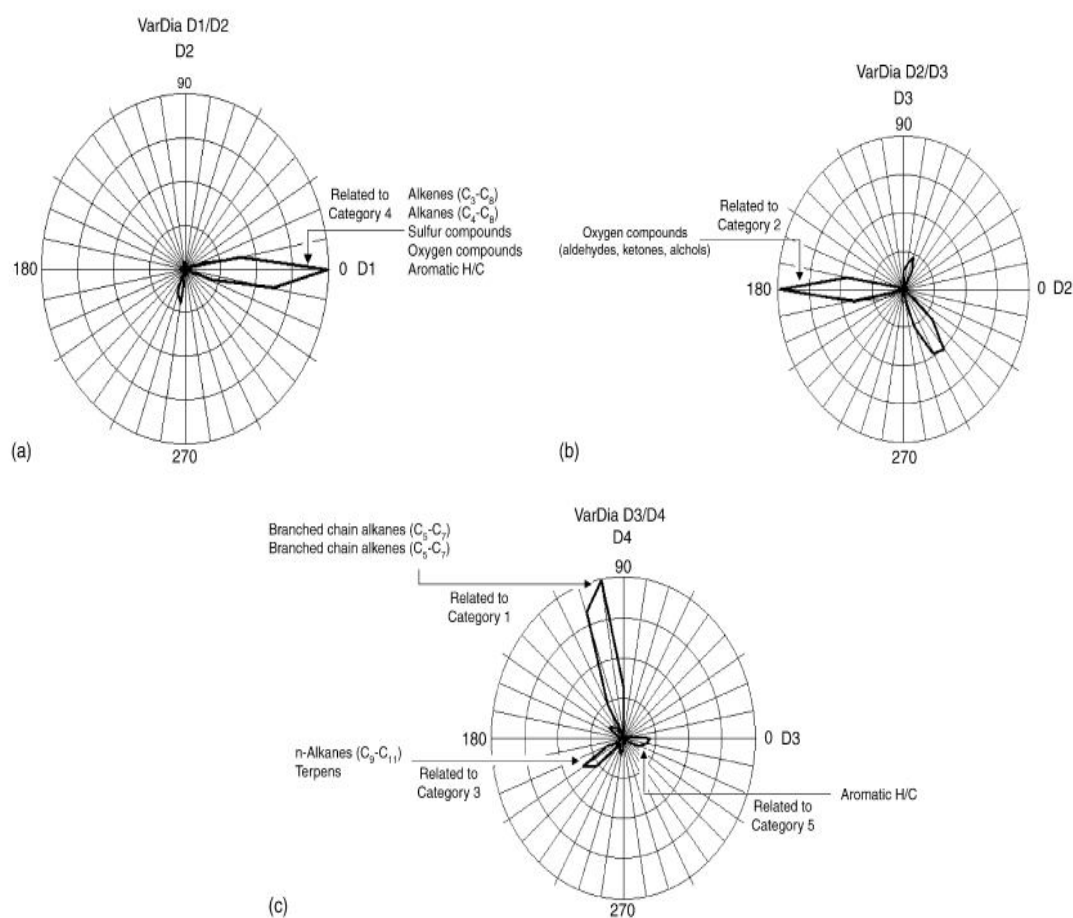 VarDia D1/D2
D2
90
Related to
Category 4
Alkenes (C3-C8)
Alkanes (C4-C8)
Sulfur compounds
Oxygen compounds
Aromatic H/C
180
0 D1
270
(a)
VarDia D2/D3
D3
90
Related to
Category 2
Oxygen compounds
(aldehydes, ketones, alchols)
180
0 D2
270
(b)
VarDia D3/D4
D4
90
Branched chain alkanes (C5-C7)
Branched chain alkenes (C5-C7)
Related to
Category 1
180
0 D3
n-Alkanes (C9-C11)
Terpens
Related to
Category 3
Aromatic H/C
Related to
Category 5
270
(c)